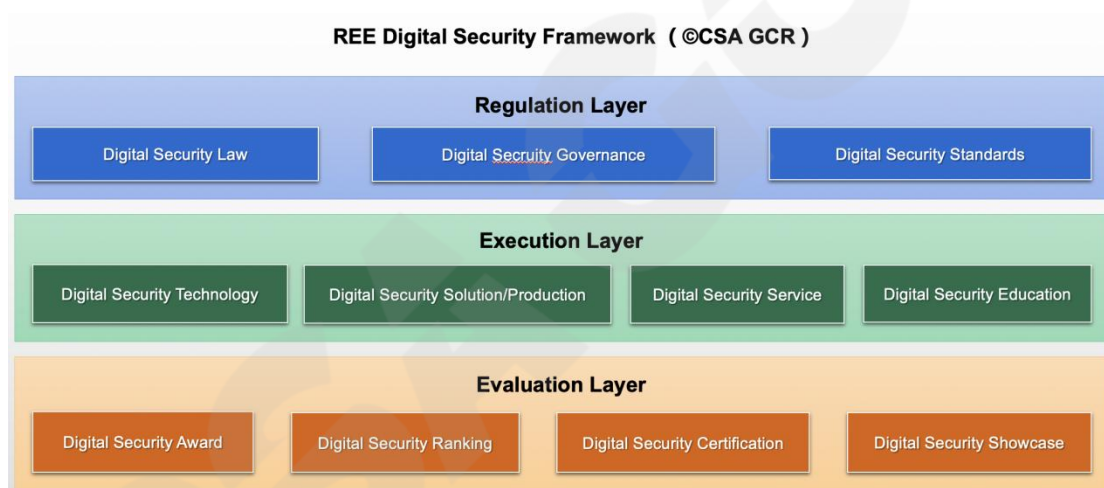 REE Digital Security Framework ( ©CSA GCR )
Regulation Layer
Digital Security Law
Digital Secruity Governance
Digital Security Standards
Execution Layer
Digital Security Technology
Digital Security Solution/Production
Digital Security Service
Digital Security Education
Evaluation Layer
Digital Security Award
Digital Security Ranking
Digital Security Certification
Digital Security Showcase